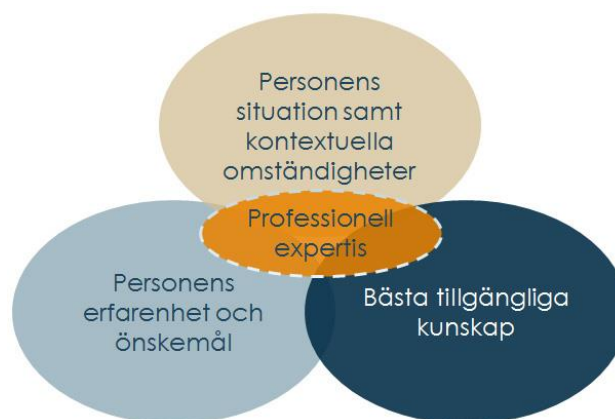 Personens
situation samt
kontextuella
omständigheter
Professionell
expertis
Personens
erfarenhet och
önskemål
Bästa tillgängliga
kunskap